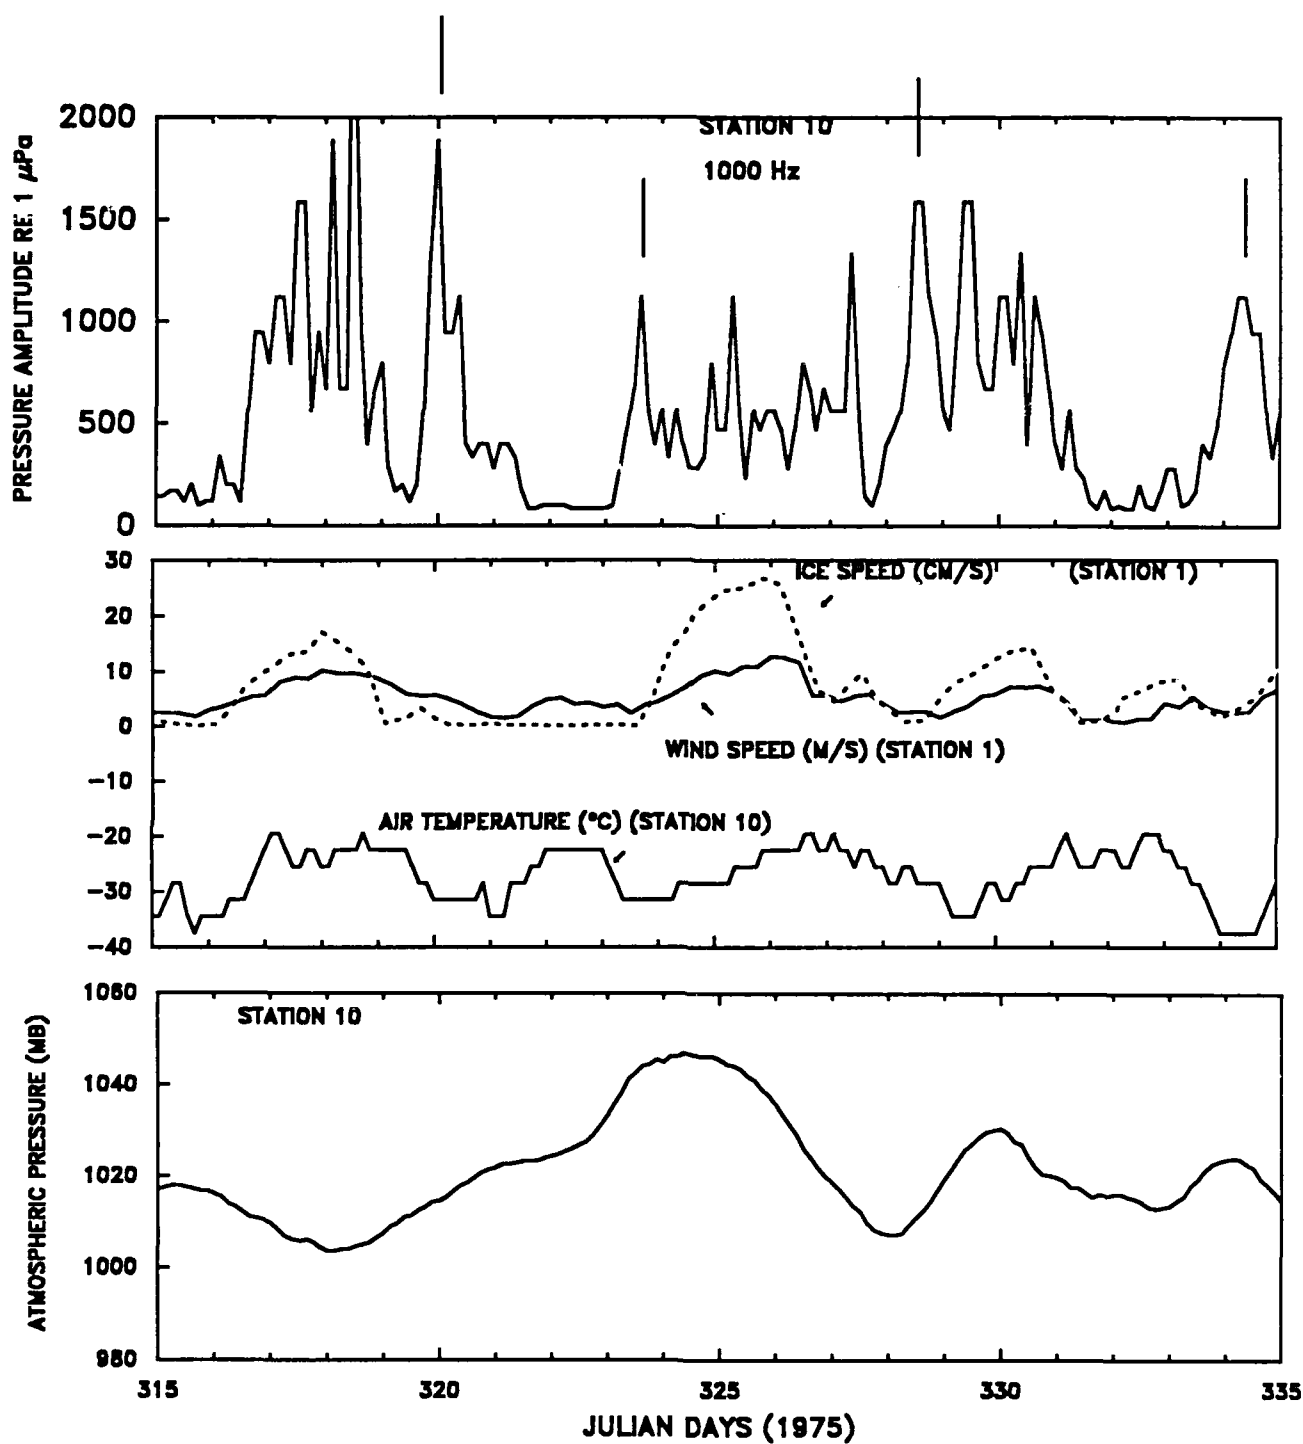 PRESSURE AMPLITUDE RE: 1 μPa
2000
1500
1000
500
0
STATION 10
1000 Hz
30
20
10
0
-10
-20
-30
-40
ICE SPEED (CM/S) (STATION 1)
WIND SPEED (M/S) (STATION 1)
AIR TEMPERATURE (°C) (STATION 10)
ATMOSPHERIC PRESSURE (MB)
1060
1040
1020
1000
980
STATION 10
315 320 325 330 335
JULIAN DAYS (1975)